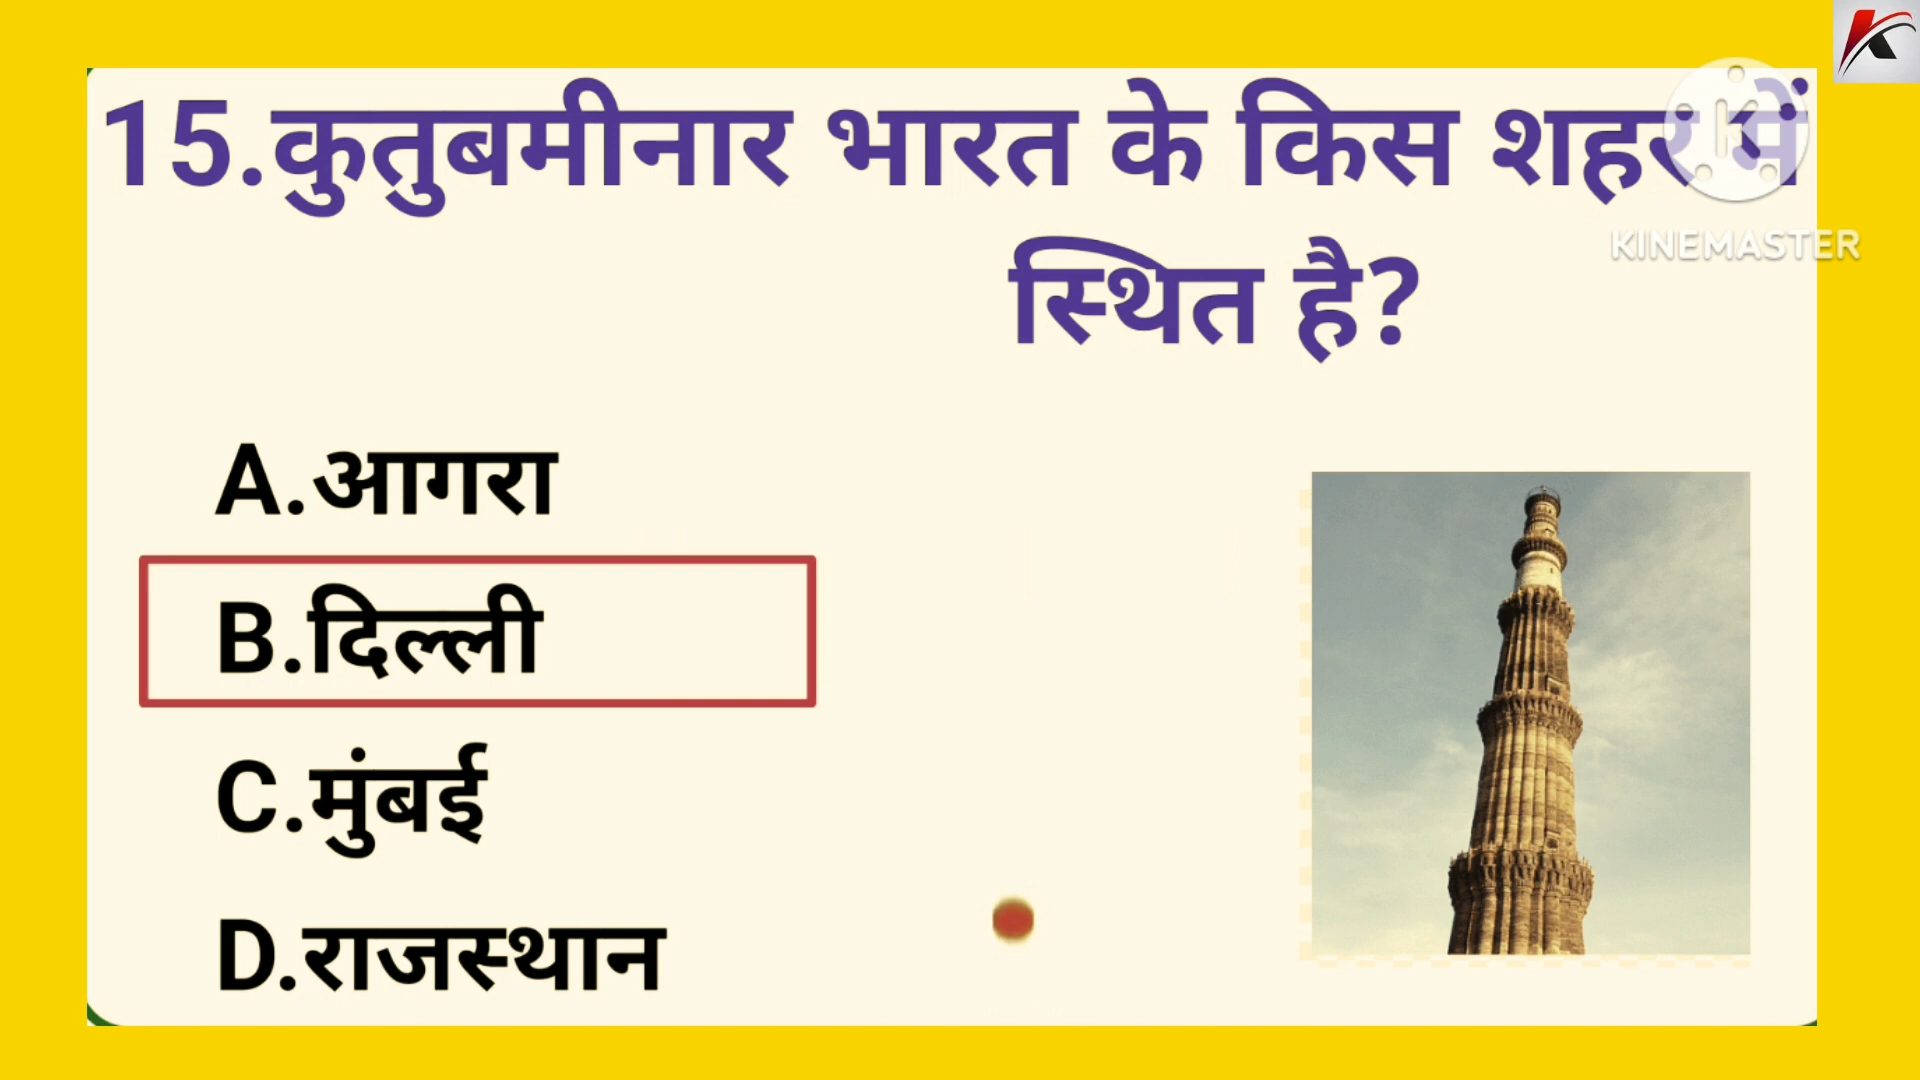 15.कुतुबमीनार भारत के किस शहर में
KINEMASTER
स्थित है?
A.आगरा
B.दिल्ली
C.मुंबई
D.राजस्थान